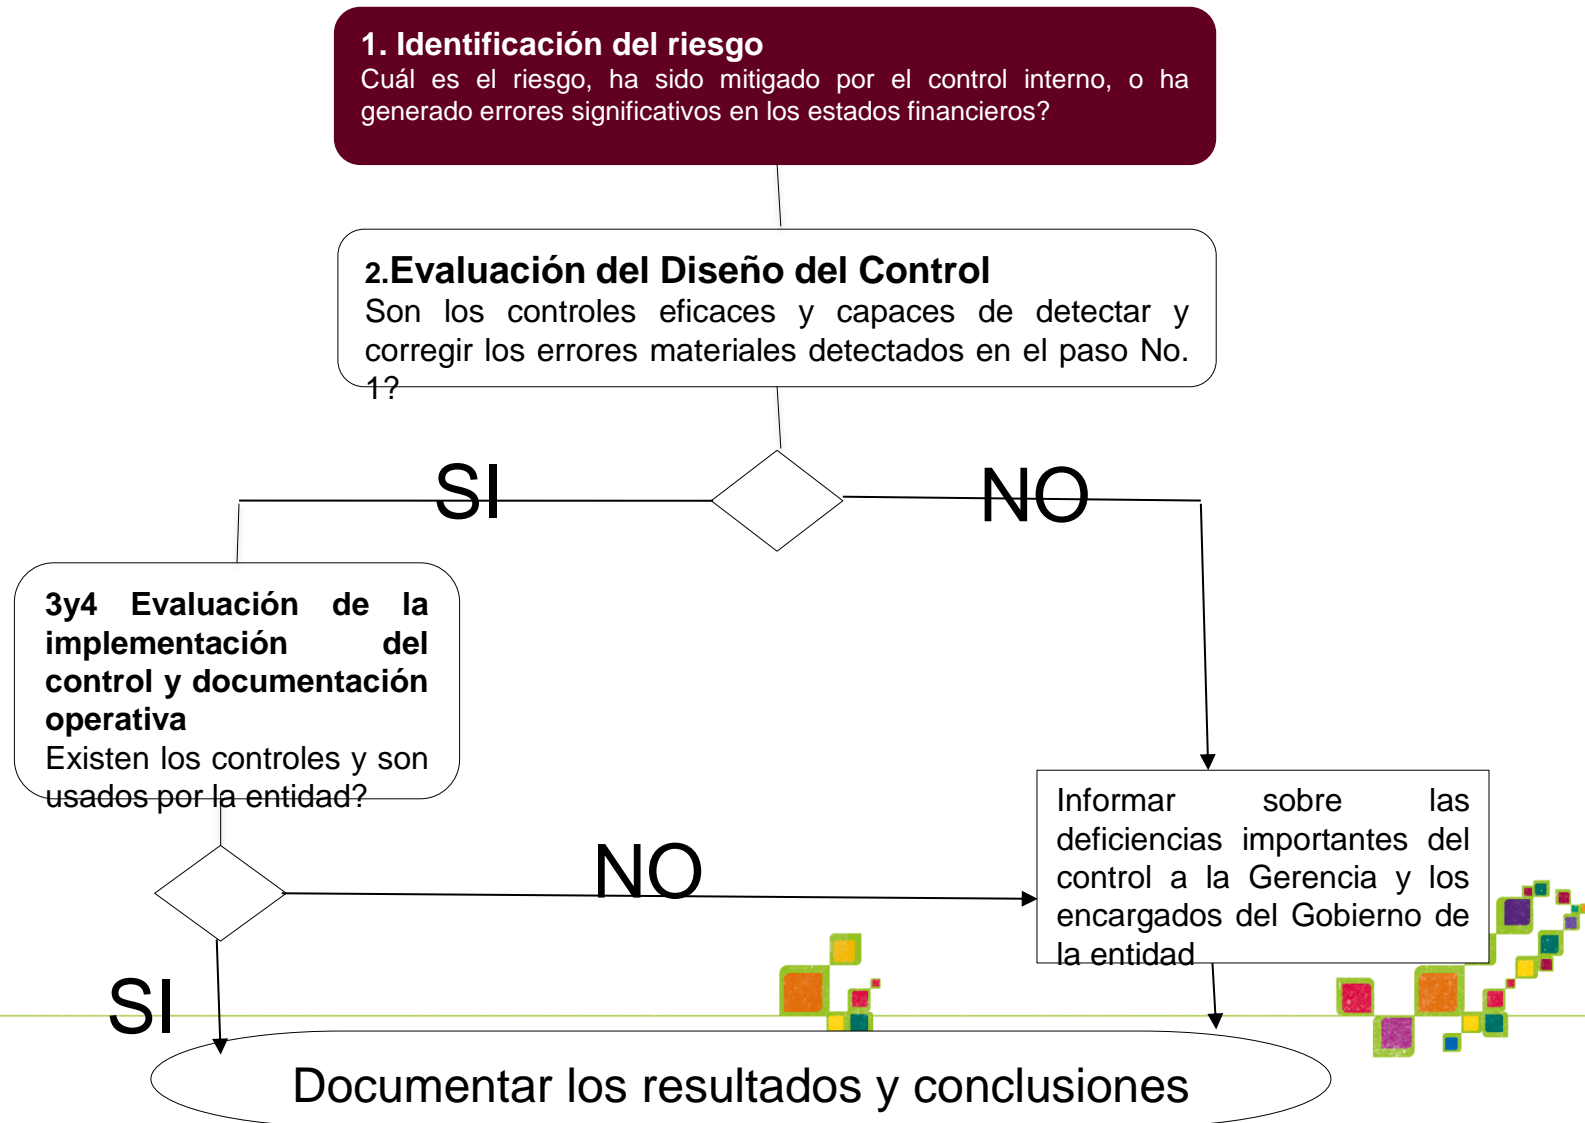 1. Identificación del riesgo
Cuál es el riesgo, ha sido mitigado por el control interno, o ha
generado errores significativos en los estados financieros?
2.Evaluación del Diseño del Control
Son los controles eficaces y capaces de detectar y
corregir los errores materiales detectados en el paso No.
1?
SI
NO
3y4 Evaluación de la
implementación del
control y documentación
operativa
Existen los controles y son
usados por la entidad?
NO
Informar sobre las
deficiencias importantes del
control a la Gerencia y los
encargados del Gobierno de
la entidad
SI
Documentar los resultados y conclusiones